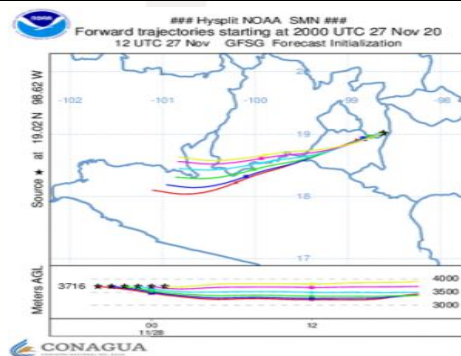 NOAA
### Hysplit NOAA SMN ###
Forward trajectories starting at 2000 UTC 27 Nov 20
12 UTC 27 Nov GFSG Forecast Initialization
Source ★ at 19.02 N 98.62 W
-102 -101 -100 -99
19
18
17
Meters AGL
3716
4000
3500
3000
00 12
11/28
CONAGUA